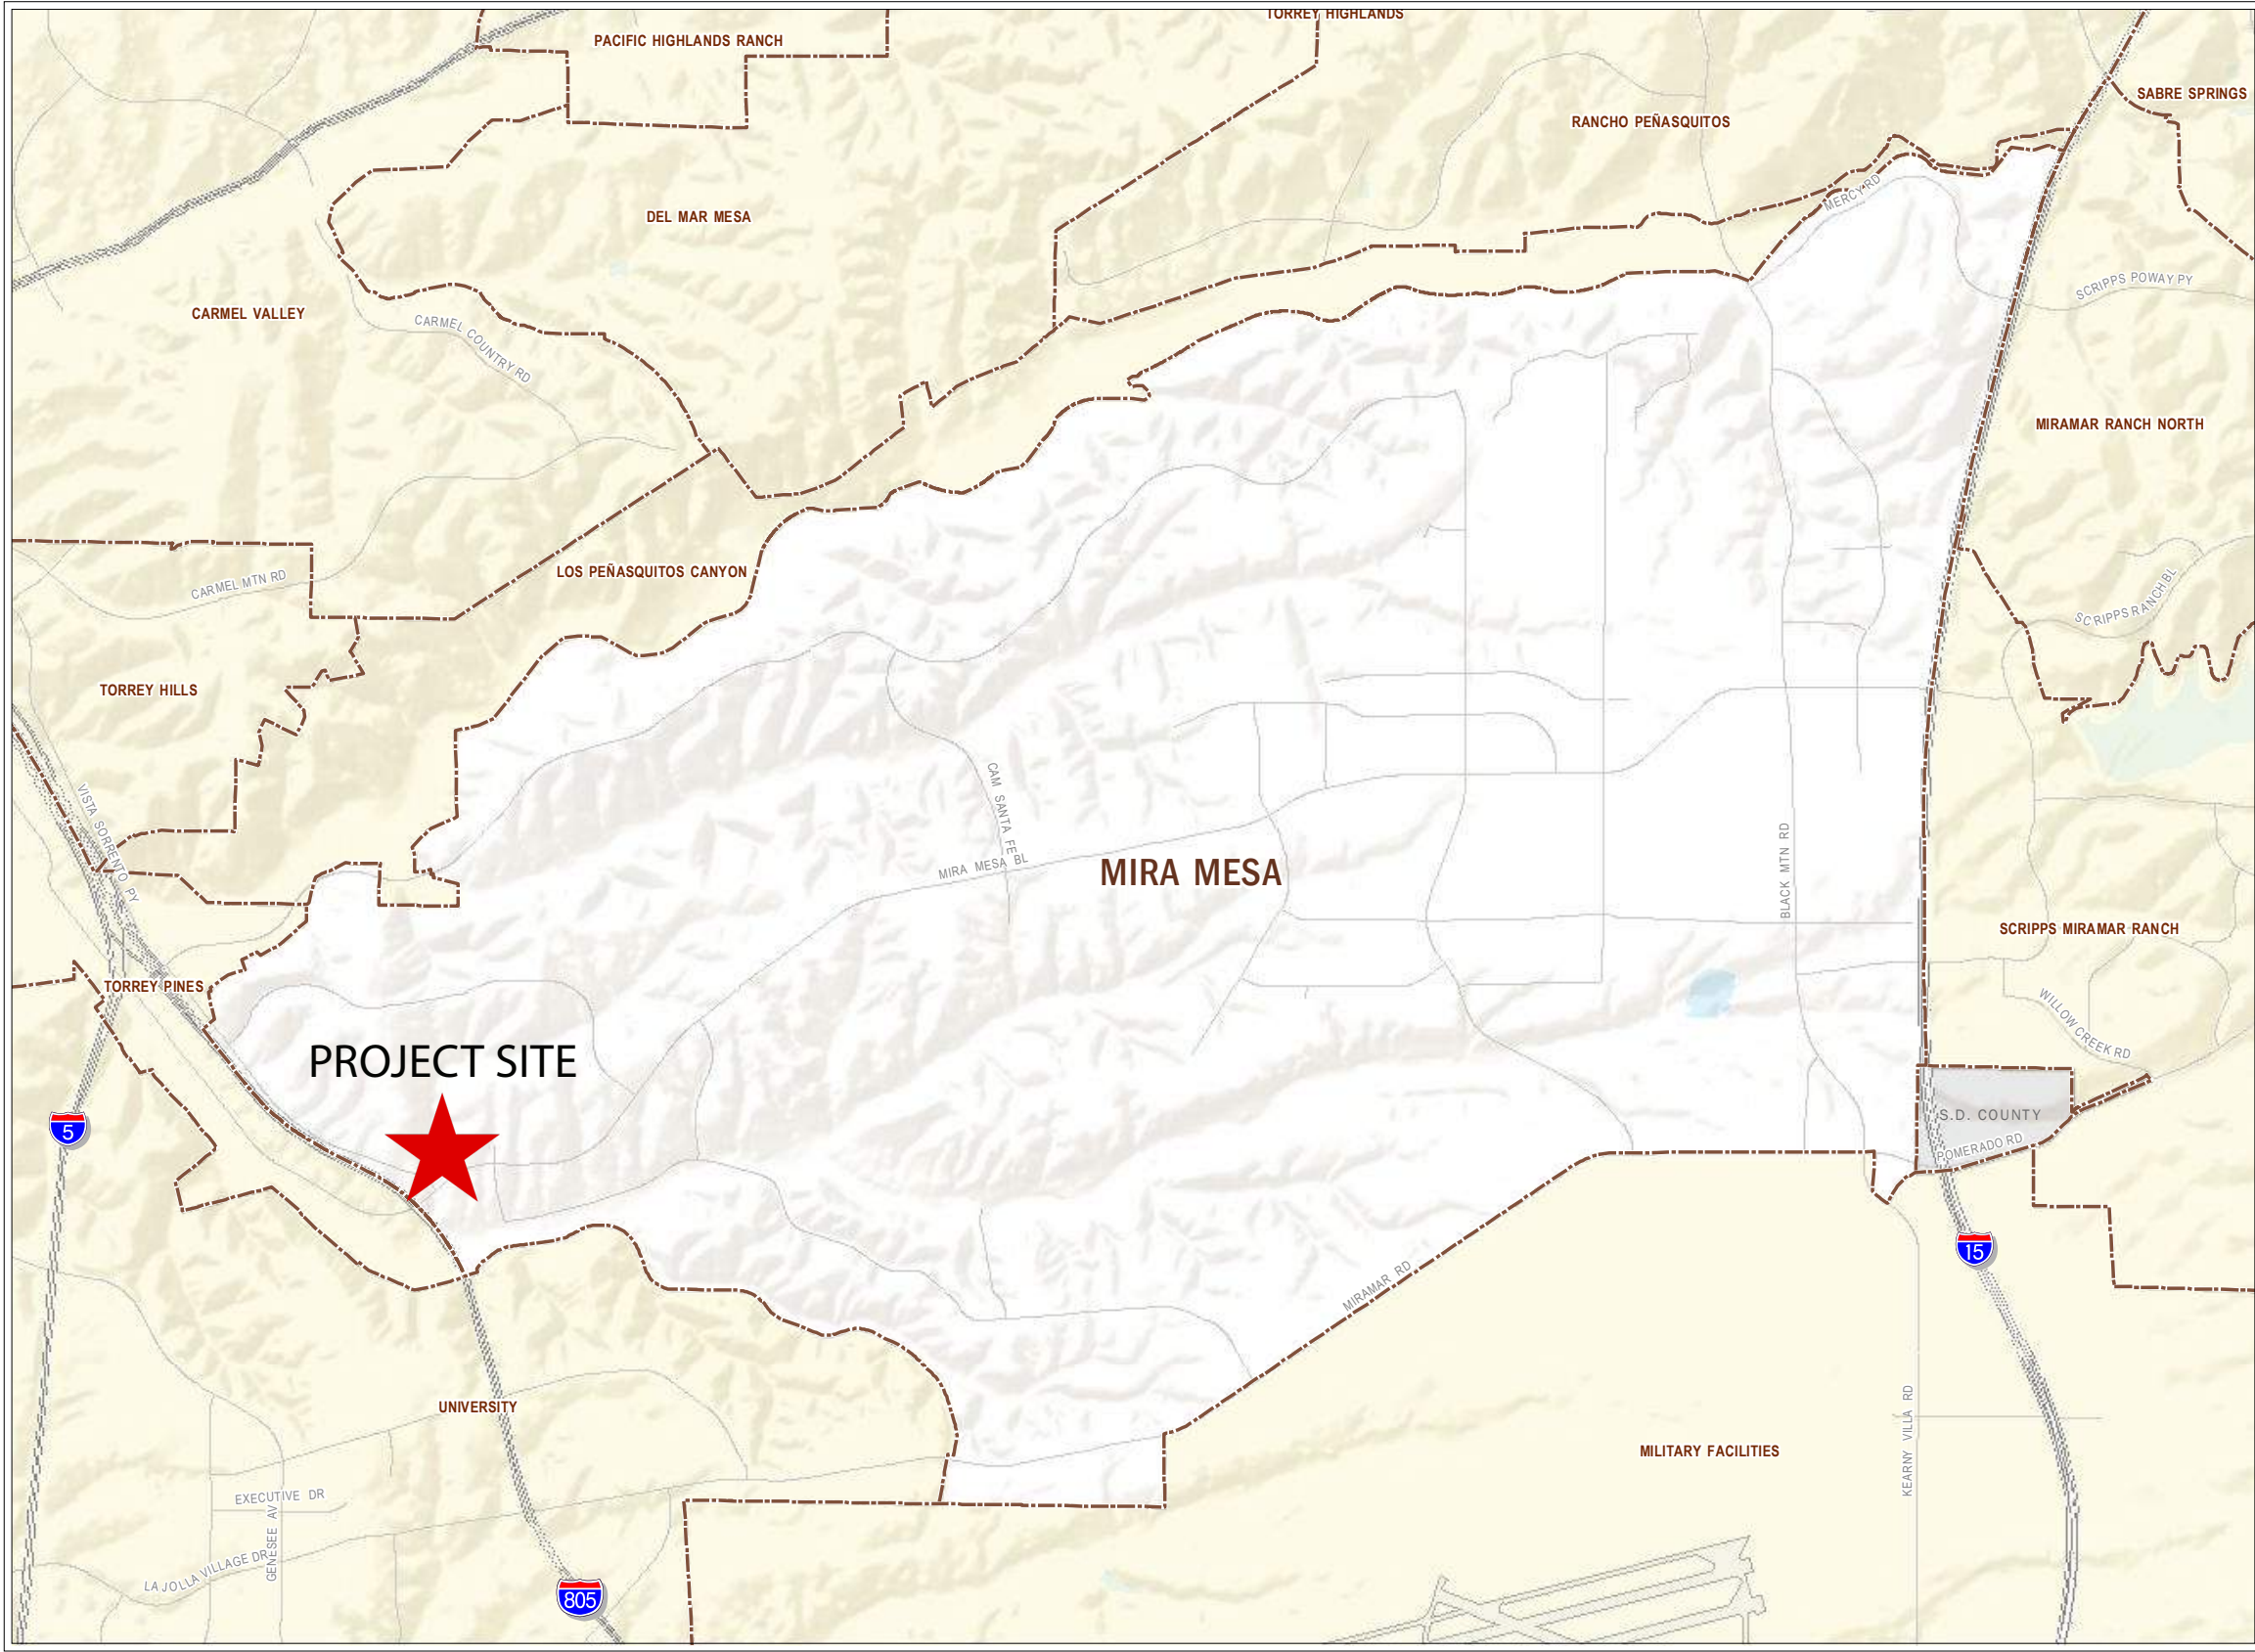 TORREY HIGHLANDS
PACIFIC HIGHLANDS RANCH
SABRE SPRINGS
RANCHO PEÑASQUITOS
MERCY RD
DEL MAR MESA
SCRIPPS POWAY PY
CARMEL VALLEY
CARMEL COUNTRY RD
MIRAMAR RANCH NORTH
LOS PEÑASQUITOS CANYON
CARMEL MTN RD
SCRIPPS RANCH BL
TORREY HILLS
VISTA SORRENTO PY
CAM SANTA FE
MIRA MESA BL
MIRA MESA
BLACK MTN RD
SCRIPPS MIRAMAR RANCH
TORREY PINES
WILLOW CREEK RD
PROJECT SITE
S.D. COUNTY
5
POMERADO RD
15
MIRAMAR RD
UNIVERSITY
KEARNY VILLA RD
MILITARY FACILITIES
EXECUTIVE DR
GENESEE AV
LA JOLLA VILLAGE DR
805